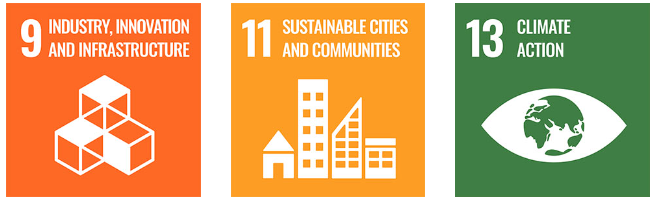 9 INDUSTRY, INNOVATION
AND INFRASTRUCTURE
11 SUSTAINABLE CITIES
AND COMMUNITIES
13 CLIMATE
ACTION